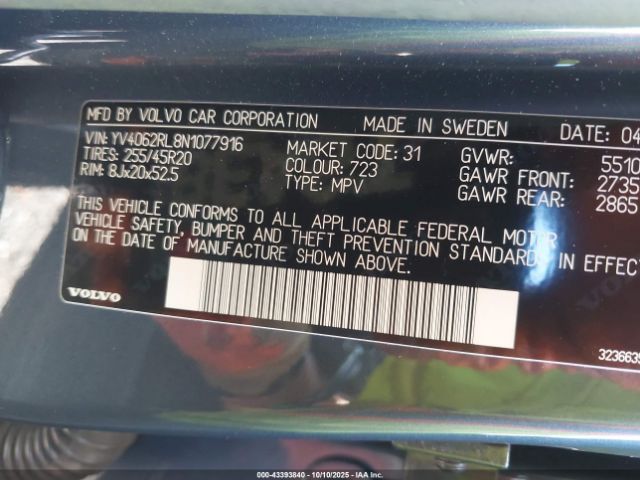 MFD BY VOLVO CAR CORPORATION MADE IN SWEDEN DATE: 04
VIN: YV4062RL8N1077916 MARKET CODE: 31 GVWR: 5510
TIRES: 255/45R20 COLOUR: 723 GAWR FRONT: 2735
RIM: 8Jx20x52.5 TYPE: MPV GAWR REAR: 2865
THIS VEHICLE CONFORMS TO ALL APPLICABLE FEDERAL MOTOR
VEHICLE SAFETY, BUMPER AND THEFT PREVENTION STANDARDS IN EFFECT
ON THE DATE OF MANUFACTURE SHOWN ABOVE.
VOLVO
3236635
000-43393840 - 10/10/2025 - IAA Inc.